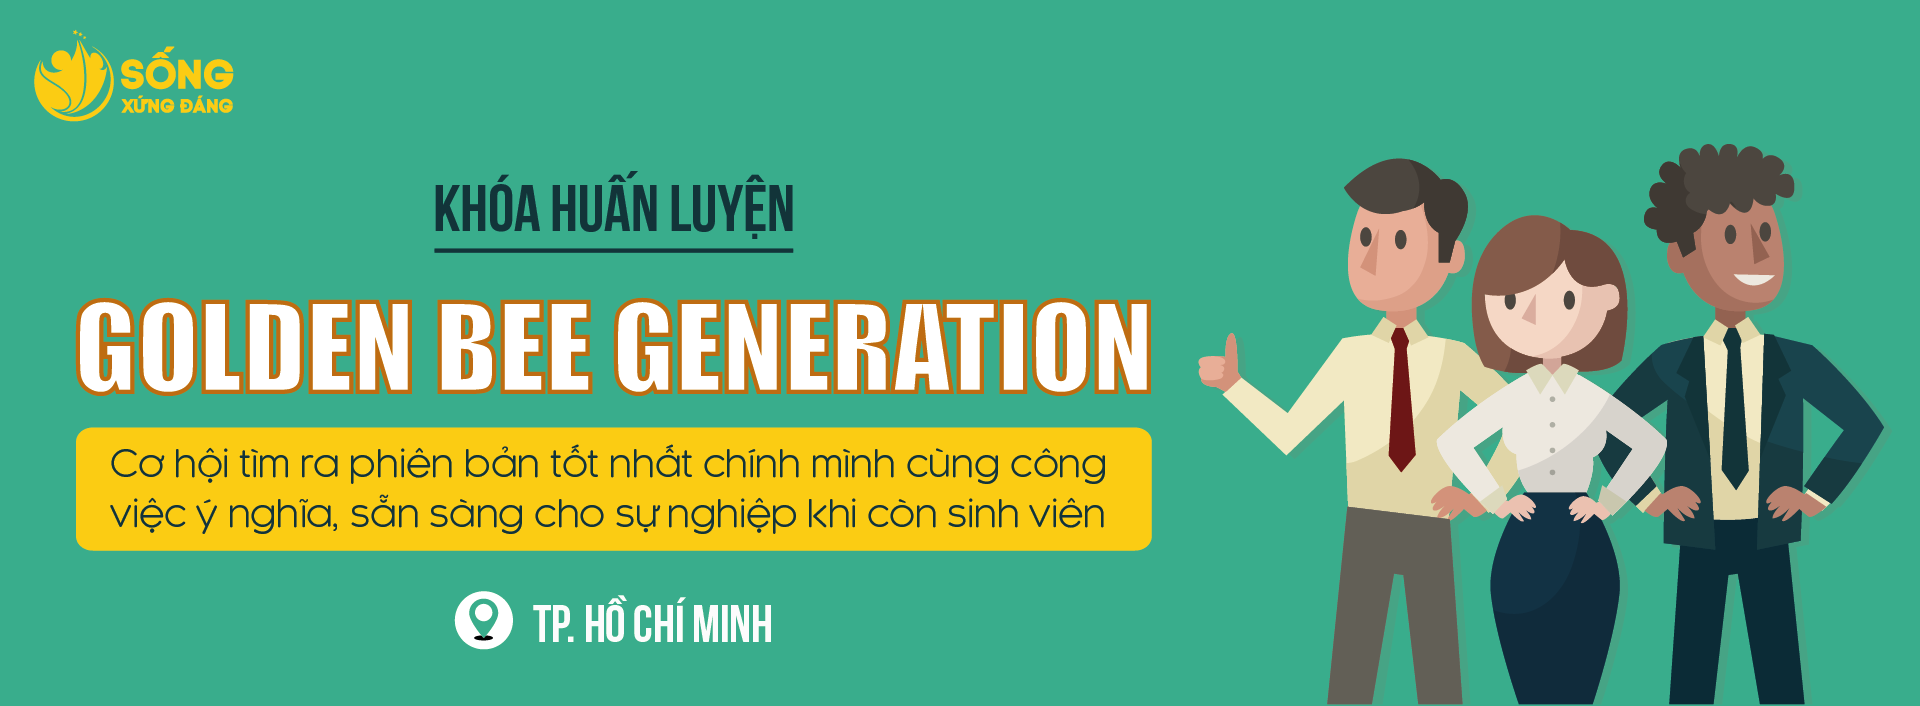 SỐNG
XỨNG ĐÁNG
KHÓA HUẤN LUYỆN
GOLDEN BEE GENERATION
Cơ hội tìm ra phiên bản tốt nhất chính mình cùng công
việc ý nghĩa, sẵn sàng cho sự nghiệp khi còn sinh viên
TP. HỒ CHÍ MINH